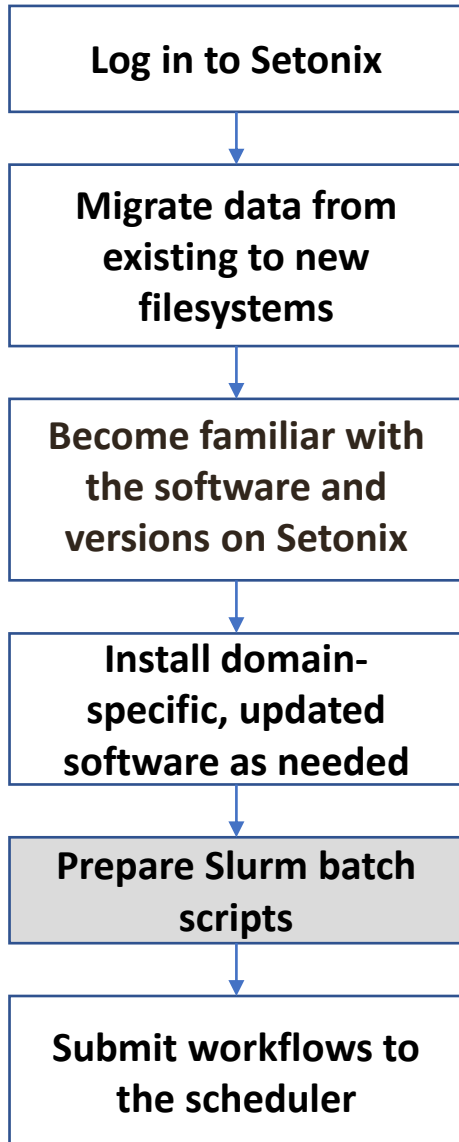 Log in to Setonix
Migrate data from
existing to new
filesystems
Become familiar with
the software and
versions on Setonix
Install domain-
specific, updated
software as needed
Prepare Slurm batch
scripts
Submit workflows to
the scheduler